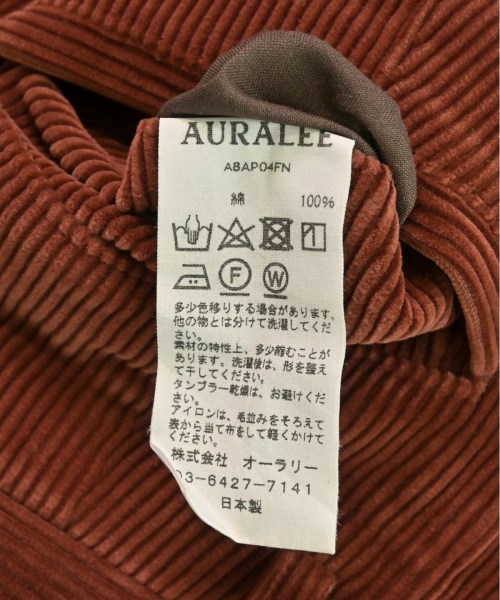 AURALEE
A8AP04FN
綿 100%
F W
多少色移りする場合があります。
他の物とは分けて洗濯してくださ
い。
素材の特性上、多少縮むことが
あります。洗濯後は、形を整え
て干してください。
タンブラー乾燥は、お避けくだ
さい。
アイロンは、毛並みをそろえて
表から当て布をして軽くかけて
ください。
株式会社 オーラリー
03-6427-7141
日本製